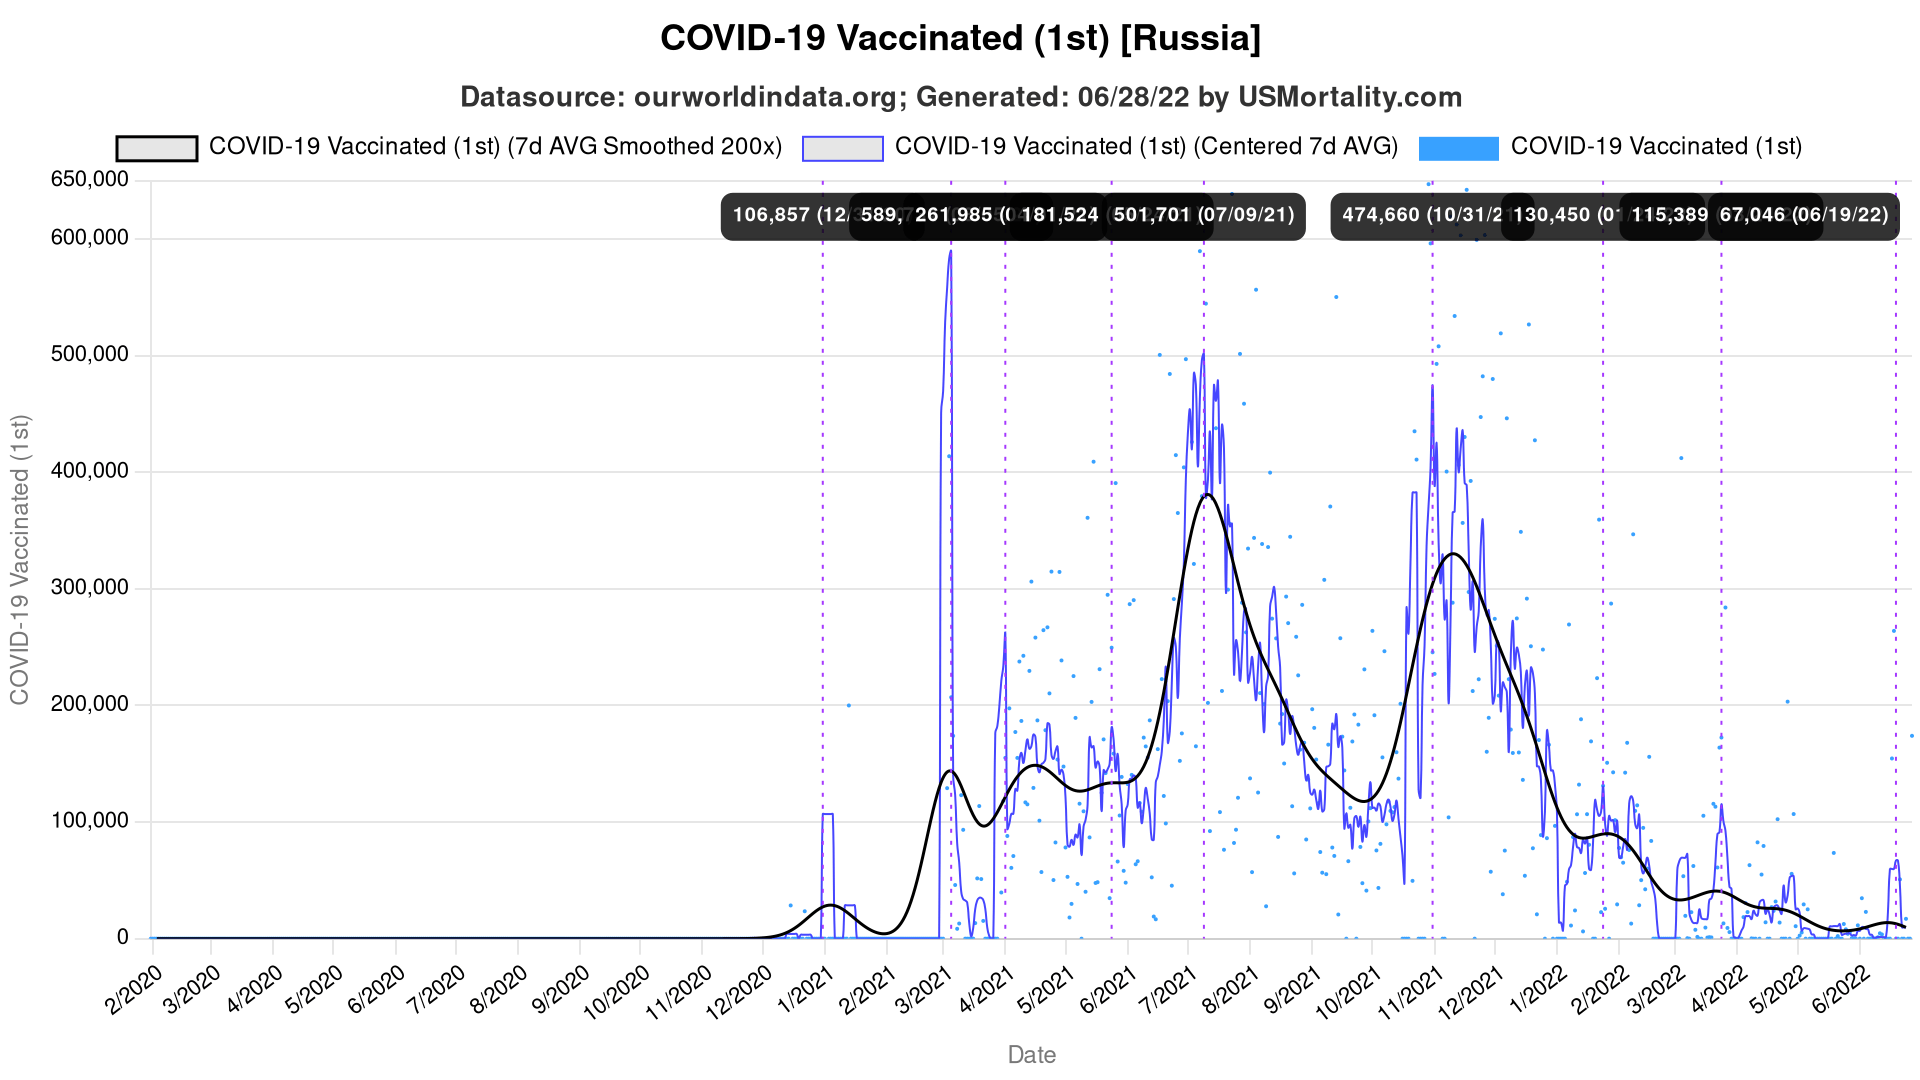 COVID-19 Vaccinated (1st) [Russia]
Datasource: ourworldindata.org; Generated: 06/28/22 by USMortality.com
COVID-19 Vaccinated (1st) (7d AVG Smoothed 200x) COVID-19 Vaccinated (1st) (Centered 7d AVG) COVID-19 Vaccinated (1st)
650,000
106,857 (12/3 589, 261,985 ( 181,524 501,701 (07/09/21) 474,660 (10/31/2 130,450 (01/ 115,389 67,046 (06/19/22)
600,000
500,000
400,000
300,000
200,000
100,000
0
COVID-19 Vaccinated (1st)
2/2020 3/2020 4/2020 5/2020 6/2020 7/2020 8/2020 9/2020 10/2020 11/2020 12/2020 1/2021 2/2021 3/2021 4/2021 5/2021 6/2021 7/2021 8/2021 9/2021 10/2021 11/2021 12/2021 1/2022 2/2022 3/2022 4/2022 5/2022 6/2022
Date